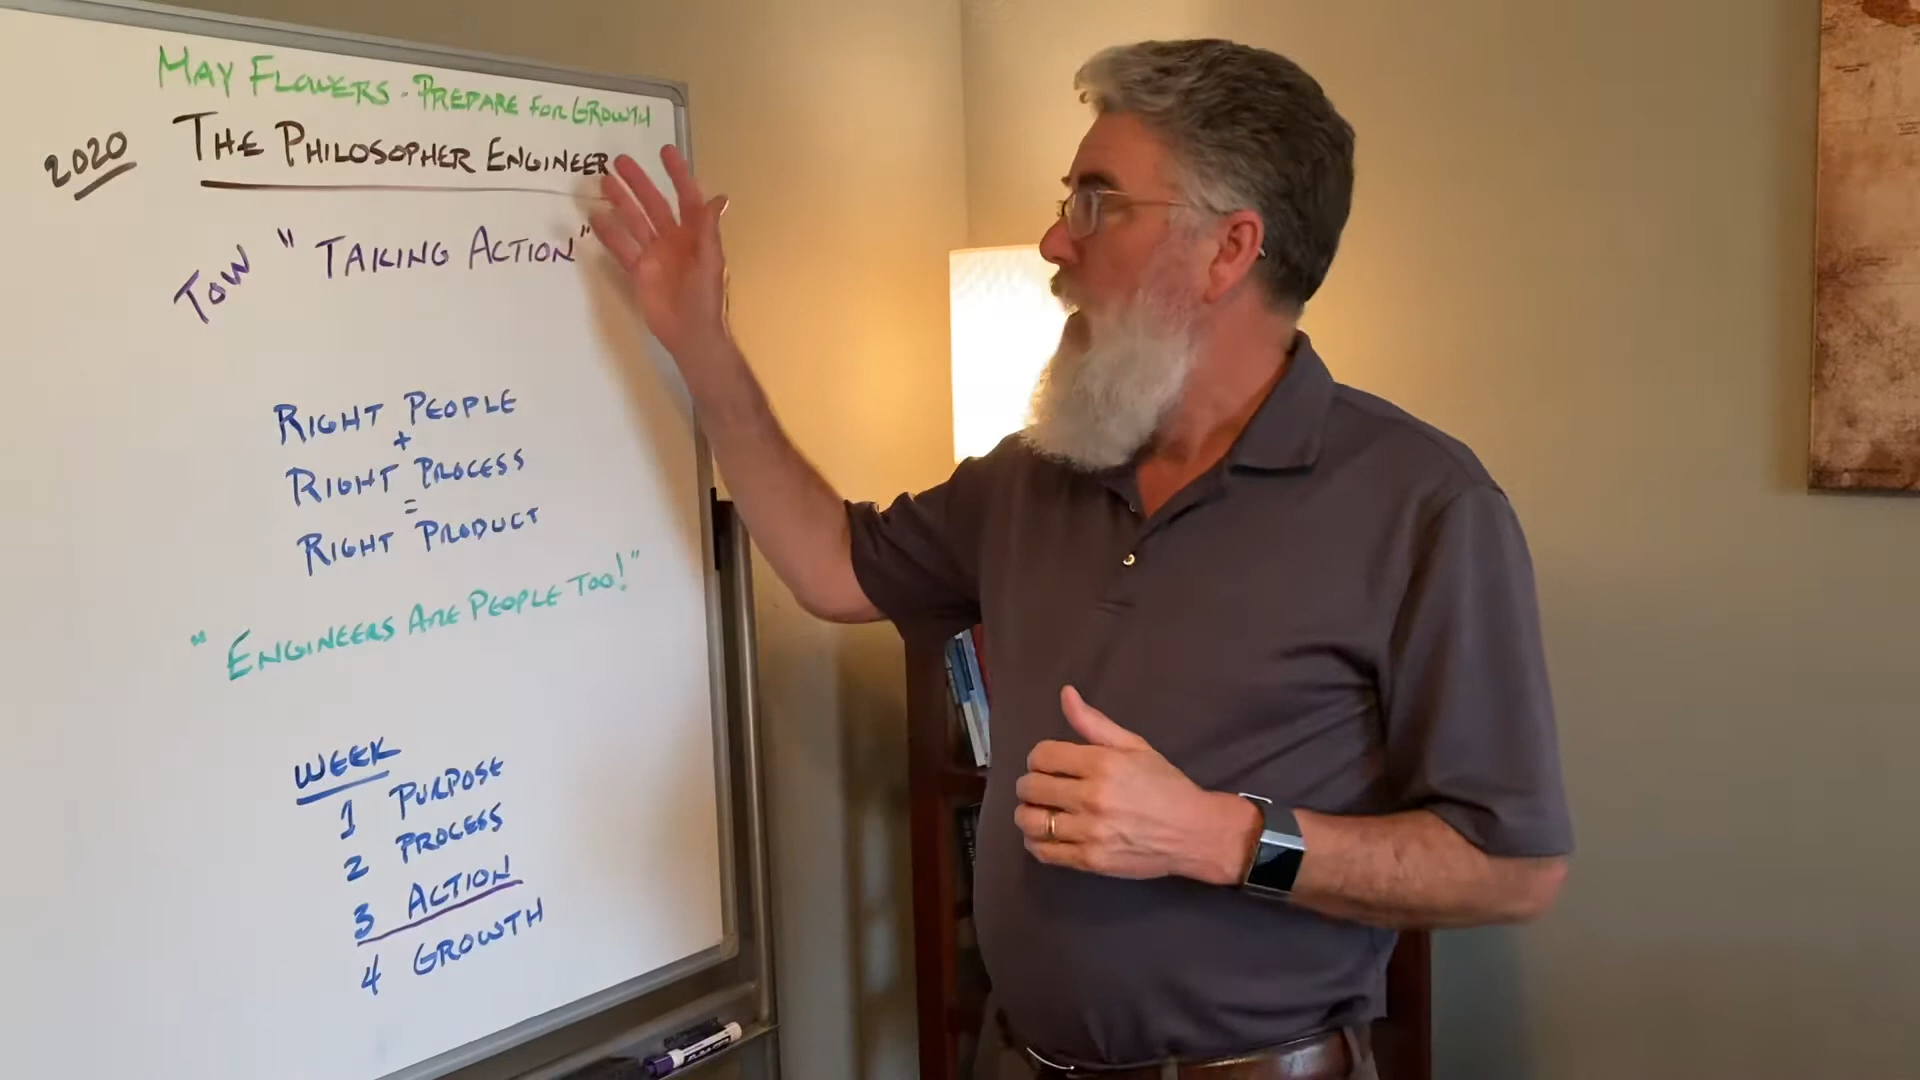 MAY FLOWERS - PREPARE FOR GROWTH
2020 THE PHILOSOPHER ENGINEER
TOW "TAKING ACTION"
RIGHT PEOPLE
+
RIGHT PROCESS
=
RIGHT PRODUCT
"ENGINEERS ARE PEOPLE TOO!"
WEEK
1 PURPOSE
2 PROCESS
3 ACTION
4 GROWTH